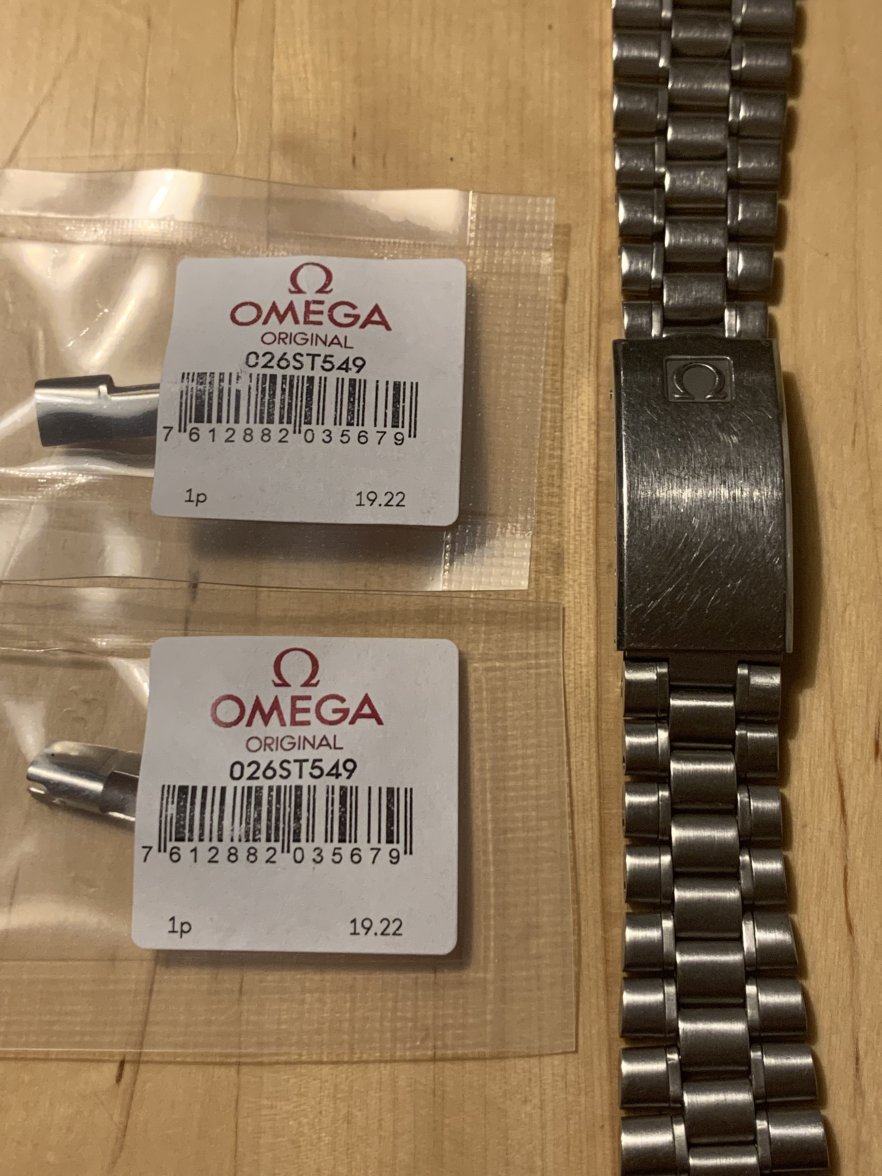 Ω
OMEGA
ORIGINAL
026ST549
7 612882 035679
1p 19.22
Ω
OMEGA
ORIGINAL
026ST549
7 612882 035679
1p 19.22
Ω